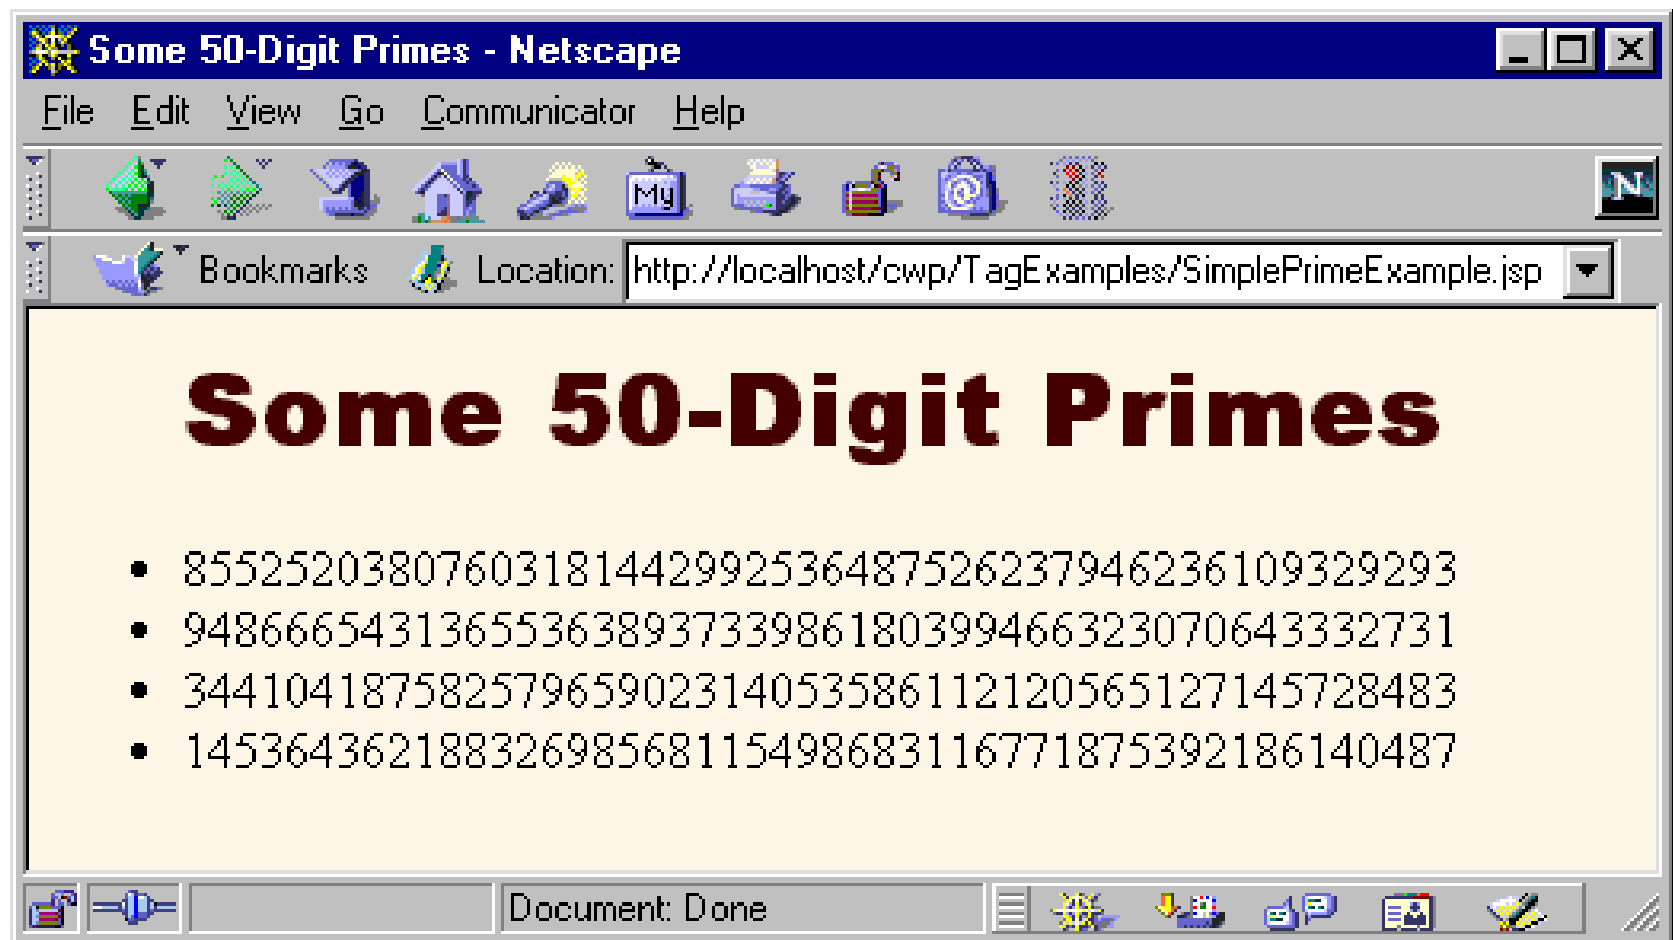 Some 50-Digit Primes - Netscape
File Edit View Go Communicator Help
My
N
Bookmarks Location: http://localhost/cwp/TagExamples/SimplePrimeExample.jsp
Some 50-Digit Primes
• 85525203807603181442992536487526237946236109329293
• 94866654313655363893733986180399466323070643332731
• 34410418758257965902314053586112120565127145728483
• 14536436218832698568115498683116771875392186140487
Document: Done